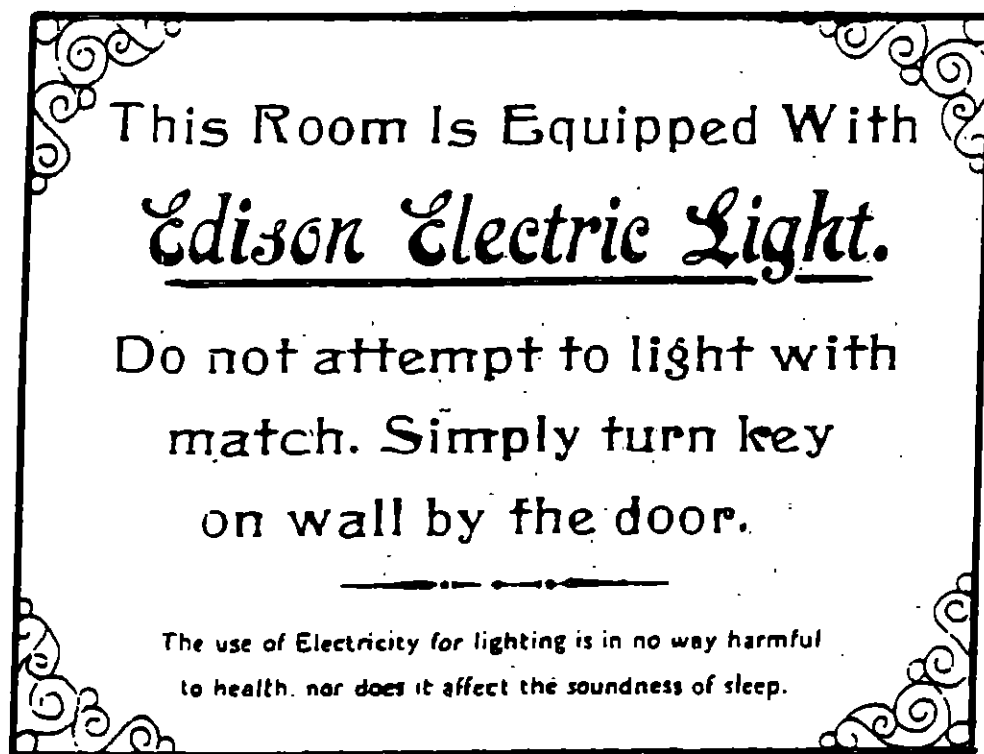 This Room Is Equipped With
Edison Electric Light.
Do not attempt to light with
match. Simply turn key
on wall by the door.
The use of Electricity for lighting is in no way harmful
to health, nor does it affect the soundness of sleep.